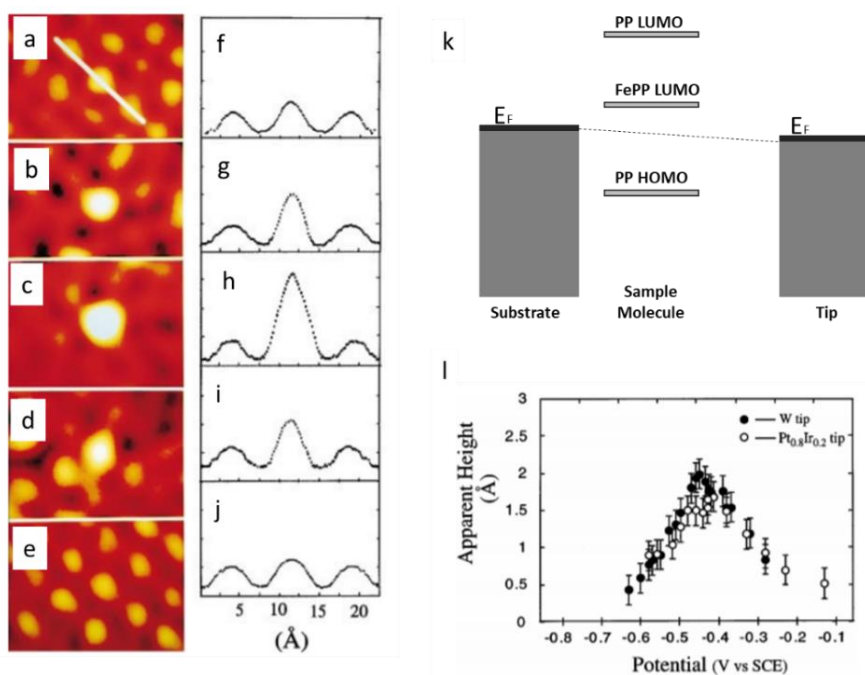 a
b
c
d
e
f
g
h
i
j
5 10 15 20
(Å)
k
PP LUMO
FePP LUMO
EF
EF
PP HOMO
Substrate
Sample
Molecule
Tip
l
Apparent Height
(Å)
3
2.5
2
1.5
1
0.5
0
W tip
Pt0.8Ir0.2 tip
-0.8 -0.7 -0.6 -0.5 -0.4 -0.3 -0.2 -0.1
Potential (V vs SCE)